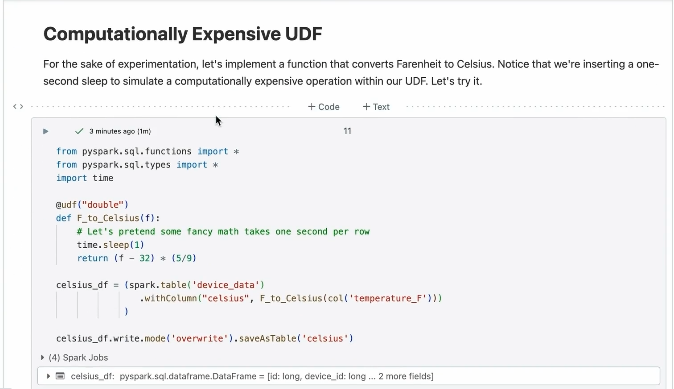 Computationally Expensive UDF
For the sake of experimentation, let's implement a function that converts Farenheit to Celsius. Notice that we're inserting a one-
second sleep to simulate a computationally expensive operation within our UDF. Let's try it.
+ Code + Text
3 minutes ago (1m) 11
from pyspark.sql.functions import *
from pyspark.sql.types import *
import time
@udf("double")
def F_to_Celsius(f):
# Let's pretend some fancy math takes one second per row
time.sleep(1)
return (f - 32) * (5/9)
celsius_df = (spark.table('device_data')
.withColumn("celsius", F_to_Celsius(col('temperature_F')))
)
celsius_df.write.mode('overwrite').saveAsTable('celsius')
(4) Spark Jobs
celsius_df: pyspark.sql.dataframe.DataFrame = [id: long, device_id: long ... 2 more fields]